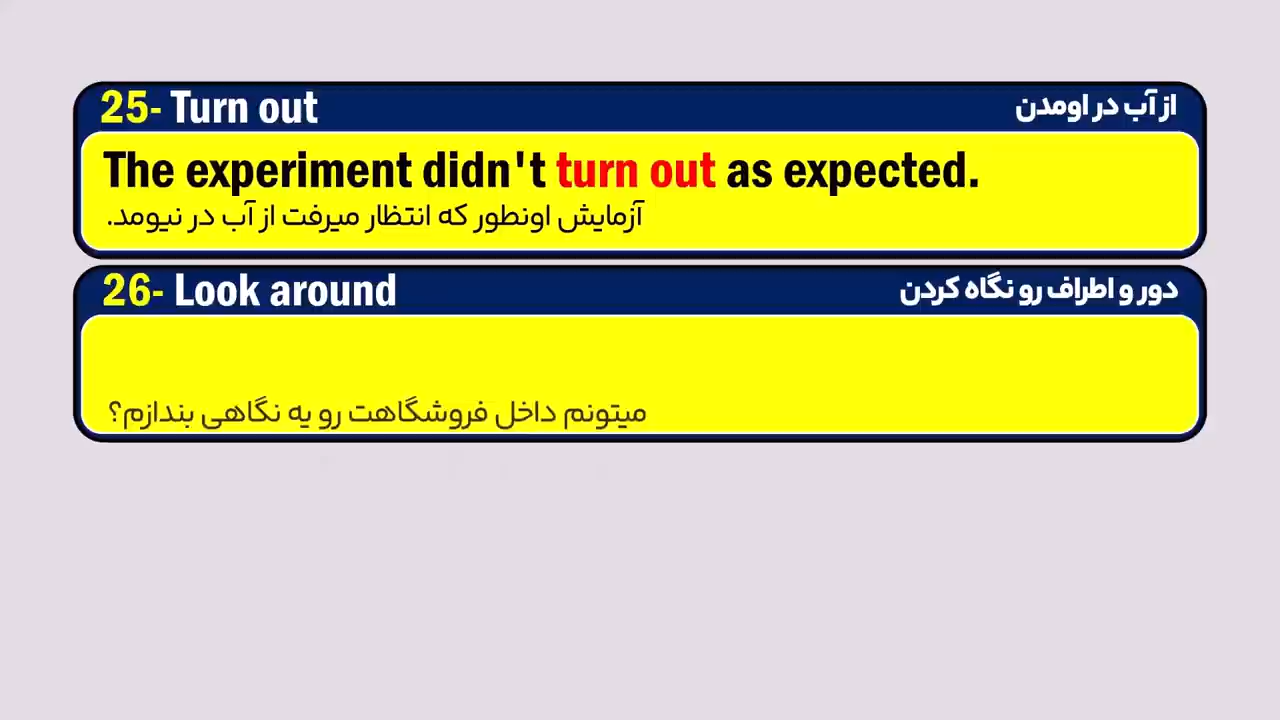 25- Turn out
از آب در اومدن
The experiment didn't turn out as expected.
آزمایش اونطور که انتظار میرفت از آب در نیومد.
26- Look around
دور و اطراف رو نگاه کردن
میتونم داخل فروشگاهت رو یه نگاهی بندازم؟